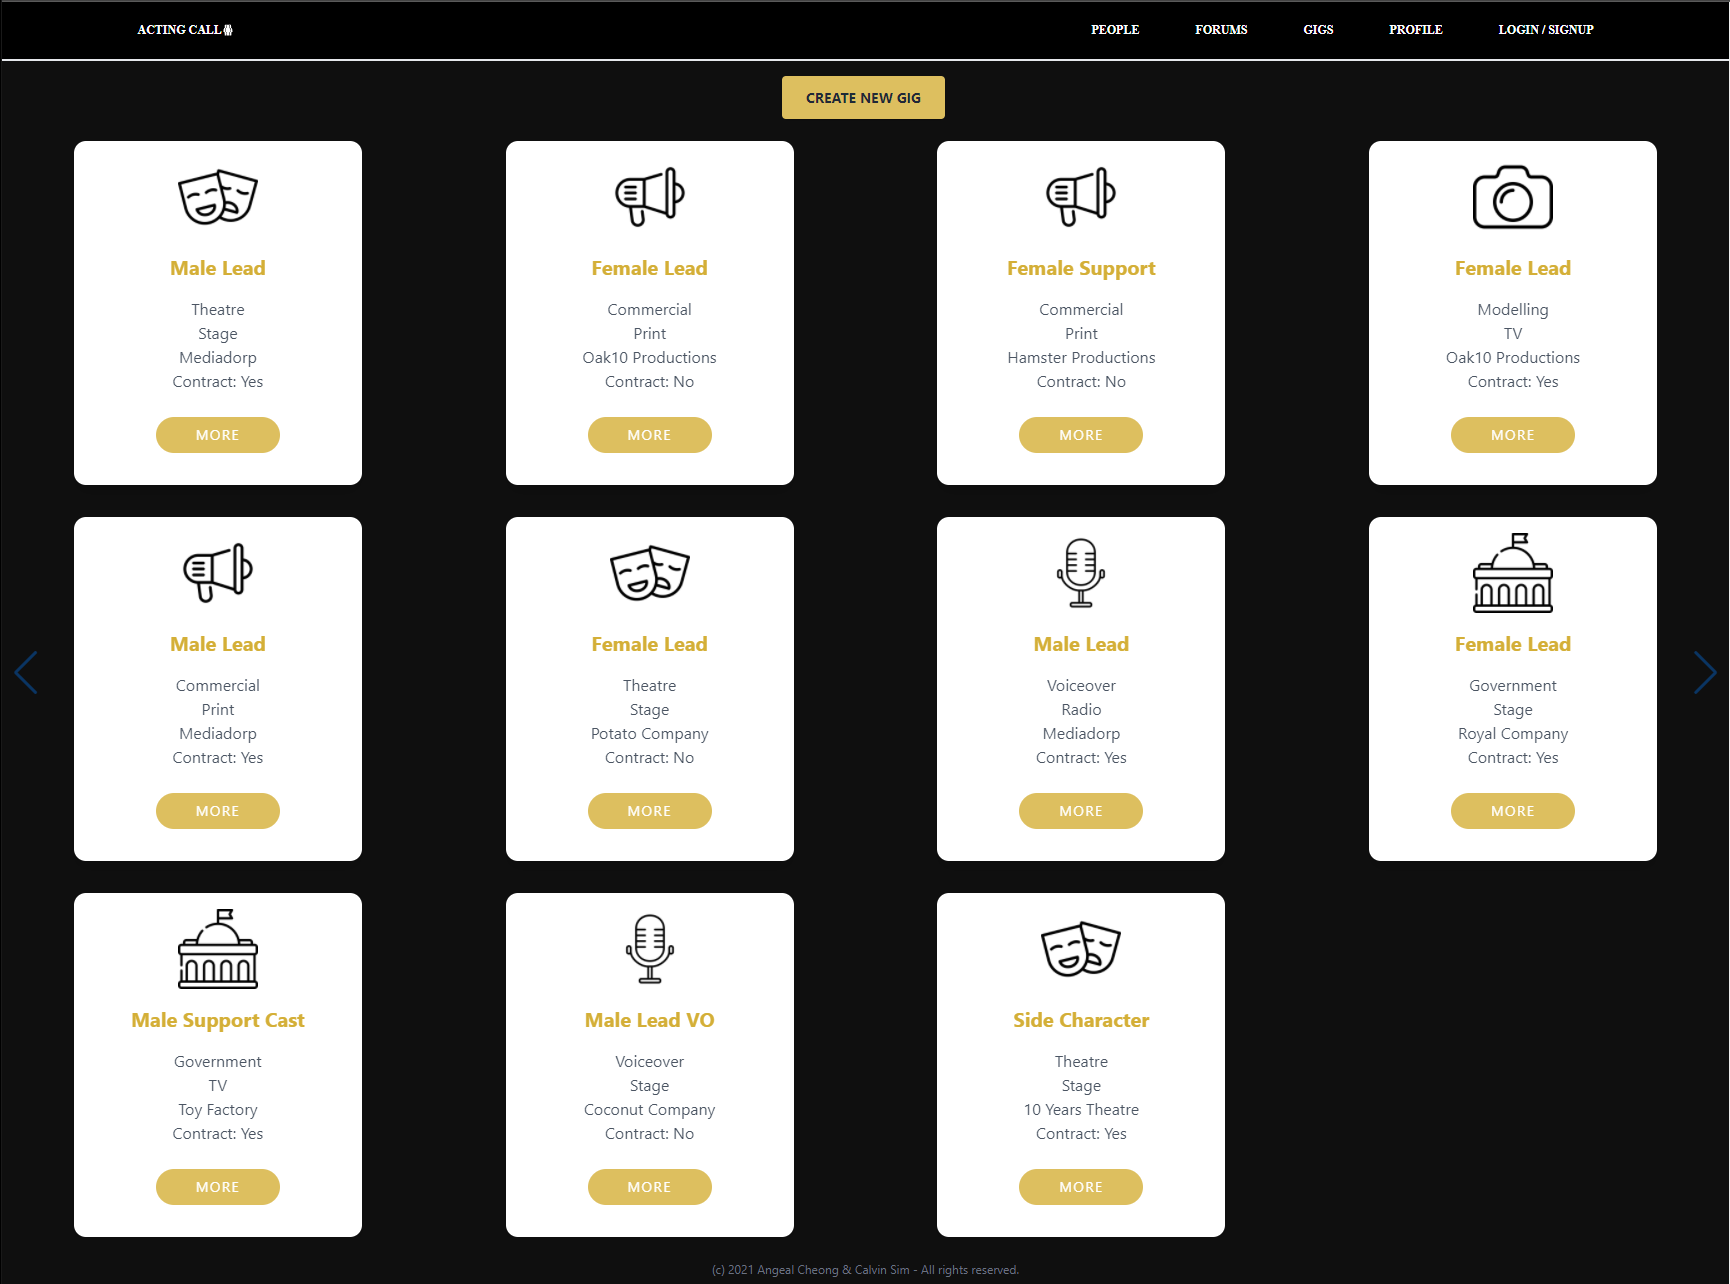 ACTING CALL
PEOPLE
FORUMS
GIGS
PROFILE
LOGIN / SIGNUP
CREATE NEW GIG
Male Lead
Theatre
Stage
Mediadorp
Contract: Yes
MORE
Female Lead
Commercial
Print
Oak10 Productions
Contract: No
MORE
Female Support
Commercial
Print
Hamster Productions
Contract: No
MORE
Female Lead
Modelling
TV
Oak10 Productions
Contract: Yes
MORE
Male Lead
Commercial
Print
Mediadorp
Contract: Yes
MORE
Female Lead
Theatre
Stage
Potato Company
Contract: No
MORE
Male Lead
Voiceover
Radio
Mediadorp
Contract: Yes
MORE
Female Lead
Government
Stage
Royal Company
Contract: Yes
MORE
Male Support Cast
Government
TV
Toy Factory
Contract: Yes
MORE
Male Lead VO
Voiceover
Stage
Coconut Company
Contract: No
MORE
Side Character
Theatre
Stage
10 Years Theatre
Contract: Yes
MORE
(c) 2021 Angeal Cheong & Calvin Sim - All rights reserved.